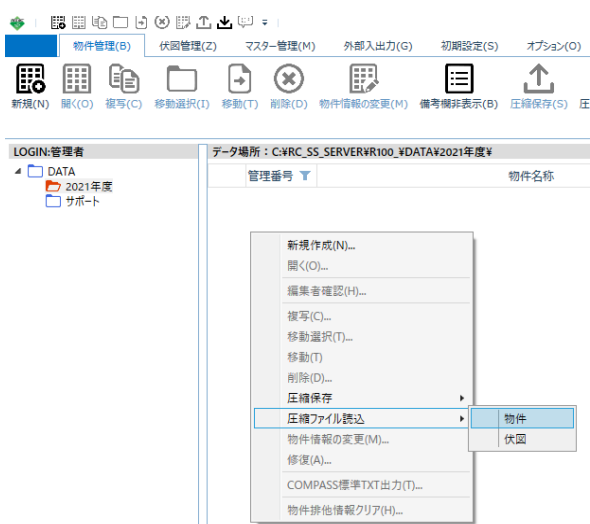 物件管理(B) 伏図管理(Z) マスター管理(M) 外部入出力(G) 初期設定(S) オプション(O)
新規(N) 開く(O) 複写(C) 移動選択(I) 移動(T) 削除(D) 物件情報の変更(M) 備考欄非表示(B) 圧縮保存(S) 圧
LOGIN:管理者 データ場所：C:¥RC_SS_SERVER¥R100_¥DATA¥2021年度¥
DATA
2021年度
サポート
管理番号 物件名称
新規作成(N)...
開く(O)...
編集者確認(H)...
複写(C)...
移動選択(T)...
移動(T)
削除(D)...
圧縮保存
圧縮ファイル読込
物件
伏図
物件情報の変更(M)...
修復(A)...
COMPASS標準TXT出力(T)...
物件排他情報クリア(H)...